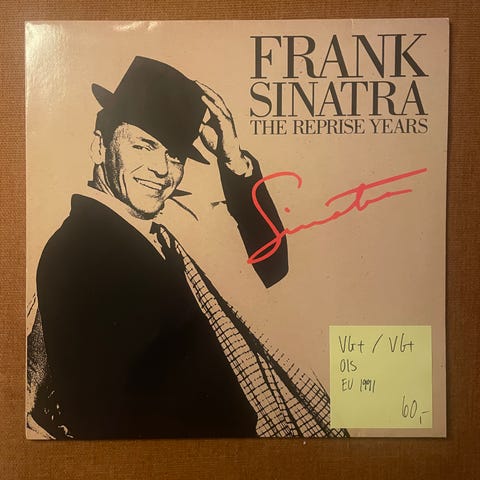 FRANK
SINATRA
THE REPRISE YEARS
Sinatra
VG+ / VG+
OIS
EU 1991
60,-